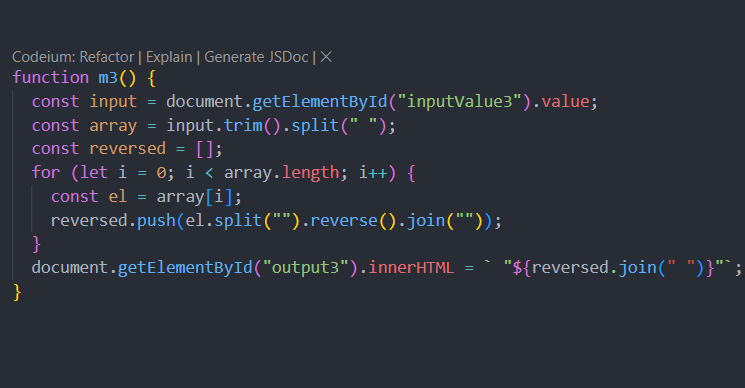 Codeium: Refactor | Explain | Generate JSDoc | ×
function m3() {
  const input = document.getElementById("inputValue3").value;
  const array = input.trim().split(" ");
  const reversed = [];
  for (let i = 0; i < array.length; i++) {
    const el = array[i];
    reversed.push(el.split("").reverse().join(""));
  }
  document.getElementById("output3").innerHTML = ` "${reversed.join(" ")}"`;
}